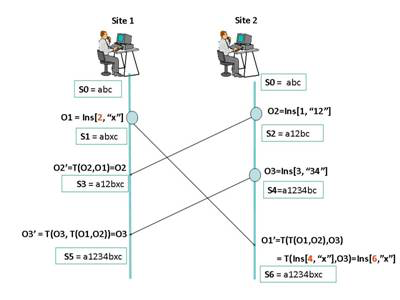 Site 1
Site 2
S0 = abc
S0 = abc
O1 = Ins[2, “x”]
O2=Ins[1, “12”]
S1 = abxc
S2 = a12bc
O2’=T(O2,O1)=O2
O3=Ins[3, “34”]
S3 = a12bxc
S4=a1234bc
O3’ = T(O3, T(O1,O2))=O3
O1’=T(T(O1,O2),O3)
S5 = a1234bxc
= T(Ins[4, “x”],O3)=Ins[6,”x”]
S6 = a1234bxc